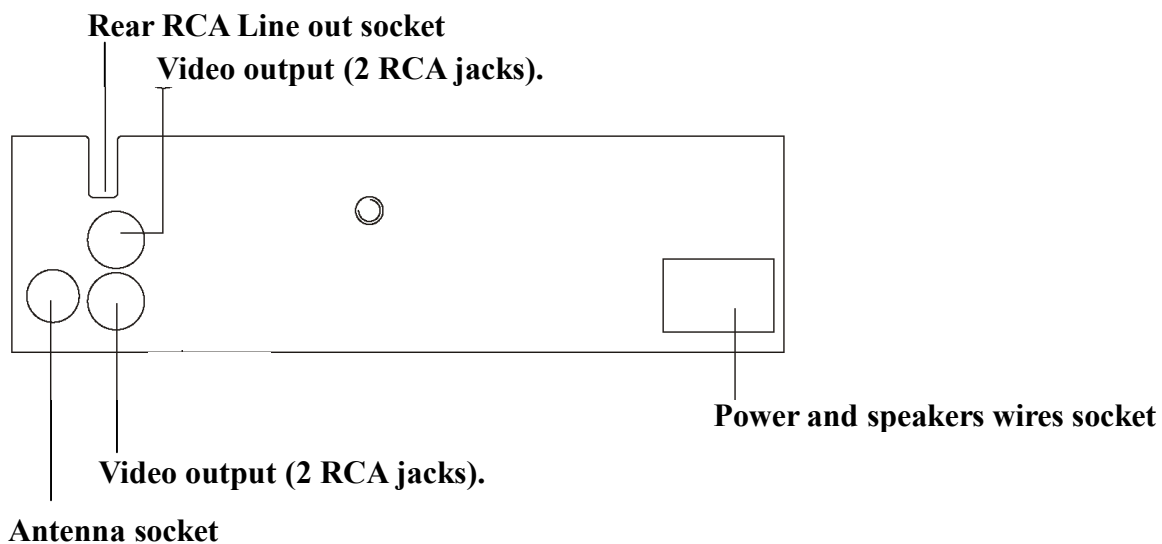 Rear RCA Line out socket
Video output (2 RCA jacks).
Power and speakers wires socket
Video output (2 RCA jacks).
Antenna socket